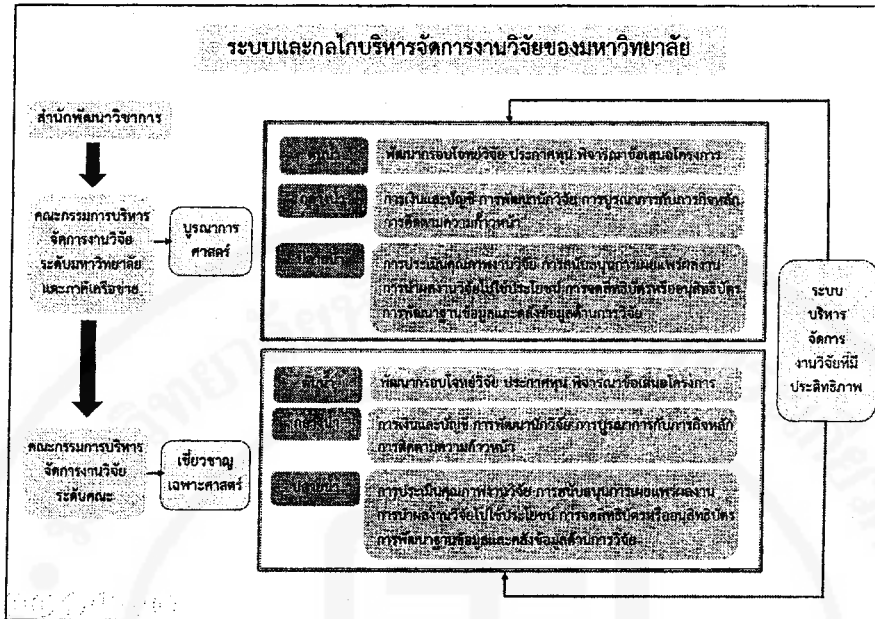 ระบบและกลไกบริหารจัดการงานวิจัยของมหาวิทยาลัย
สำนักพัฒนาวิชาการ
คณะกรรมการบริหาร
จัดการงานวิจัย
ระดับมหาวิทยาลัย
และภาคีเครือข่าย
บูรณาการ
ศาสตร์
ต้นน้ำ
พัฒนากรอบโจทย์วิจัย ประกาศทุน พิจารณาข้อเสนอโครงการ
กลางน้ำ
การเงินและบัญชี การพัฒนานักวิจัย การบูรณาการกับภารกิจหลัก
การติดตามความก้าวหน้า
ปลายน้ำ
การประเมินคุณภาพงานวิจัย การสนับสนุนการเผยแพร่ผลงาน
การนำผลงานวิจัยไปใช้ประโยชน์ การจดสิทธิบัตรหรืออนุสิทธิบัตร
การพัฒนาฐานข้อมูลและคลังข้อมูลด้านการวิจัย
คณะกรรมการบริหาร
จัดการงานวิจัย
ระดับคณะ
เชี่ยวชาญ
เฉพาะศาสตร์
ต้นน้ำ
พัฒนากรอบโจทย์วิจัย ประกาศทุน พิจารณาข้อเสนอโครงการ
กลางน้ำ
การเงินและบัญชี การพัฒนานักวิจัย การบูรณาการกับภารกิจหลัก
การติดตามความก้าวหน้า
ปลายน้ำ
การประเมินคุณภาพงานวิจัย การสนับสนุนการเผยแพร่ผลงาน
การนำผลงานวิจัยไปใช้ประโยชน์ การจดสิทธิบัตรหรืออนุสิทธิบัตร
การพัฒนาฐานข้อมูลและคลังข้อมูลด้านการวิจัย
ระบบ
บริหาร
จัดการ
งานวิจัยที่มี
ประสิทธิภาพ